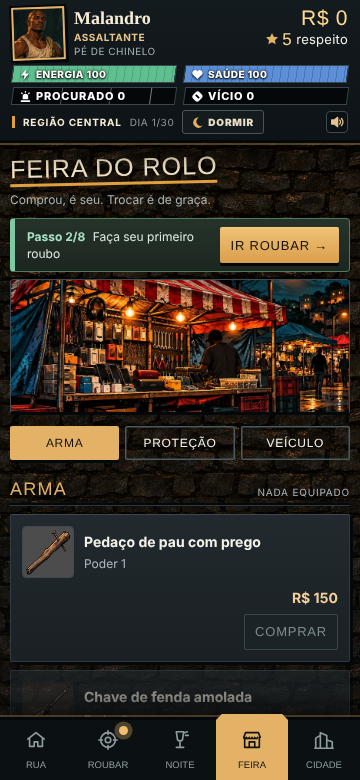 Malandro
ASSALTANTE
PÉ DE CHINELO
R$ 0
5 respeito
ENERGIA 100
SAÚDE 100
PROCURADO 0
VÍCIO 0
REGIÃO CENTRAL DIA 1/30
DORMIR
FEIRA DO ROLO
Comprou, é seu. Trocar é de graça.
Passo 2/8 Faça seu primeiro
roubo
IR ROUBAR →
ARMA
PROTEÇÃO
VEÍCULO
ARMA
NADA EQUIPADO
Pedaço de pau com prego
Poder 1
R$ 150
COMPRAR
Chave de fenda amolada
RUA
ROUBAR
NOITE
FEIRA
CIDADE